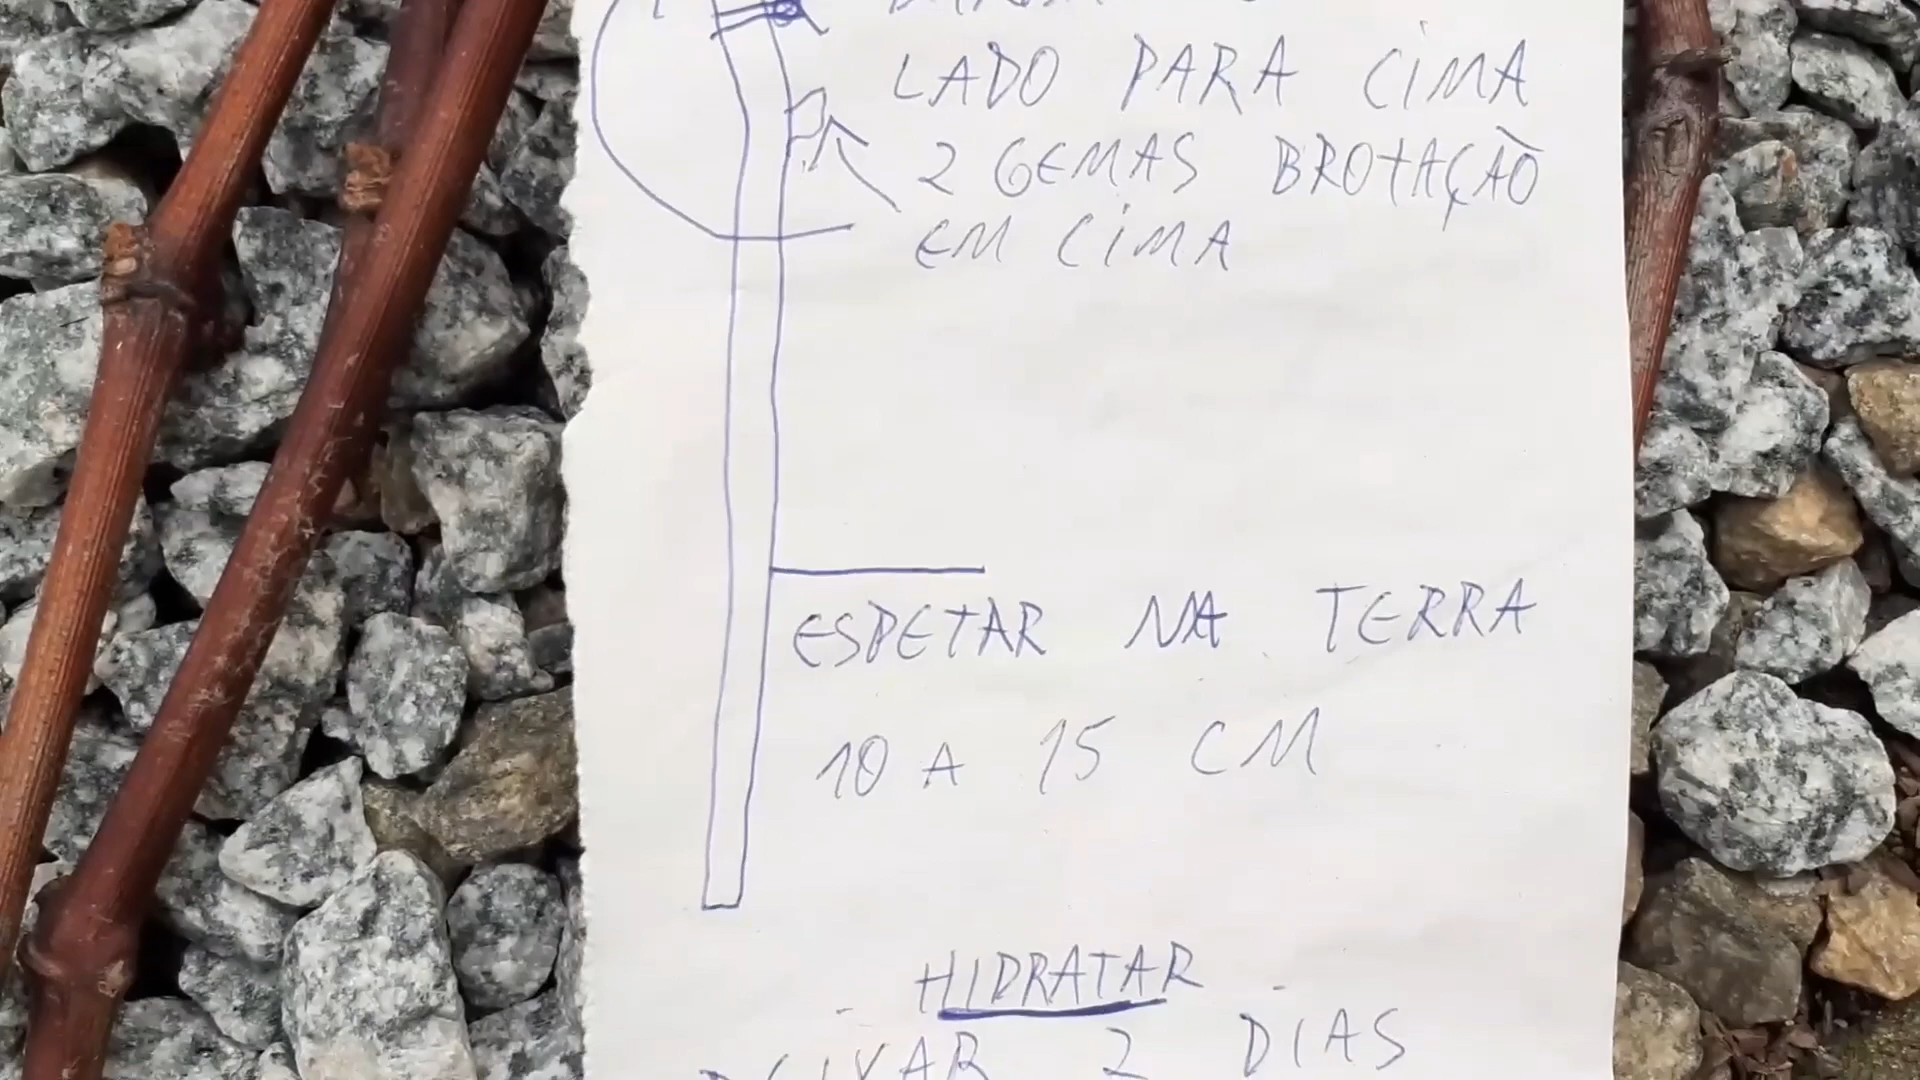 LADO PARA CIMA
2 GEMAS BROTAÇÃO
EM CIMA
ESPETAR NA TERRA
10 A 15 CM
HIDRATAR
2 DIAS